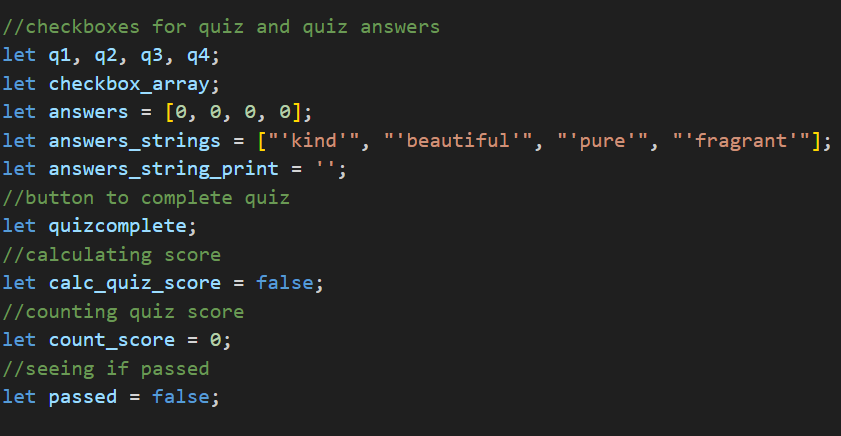 //checkboxes for quiz and quiz answers
let q1, q2, q3, q4;
let checkbox_array;
let answers = [0, 0, 0, 0];
let answers_strings = ["'kind'", "'beautiful'", "'pure'", "'fragrant'"];
let answers_string_print = '';
//button to complete quiz
let quizcomplete;
//calculating score
let calc_quiz_score = false;
//counting quiz score
let count_score = 0;
//seeing if passed
let passed = false;